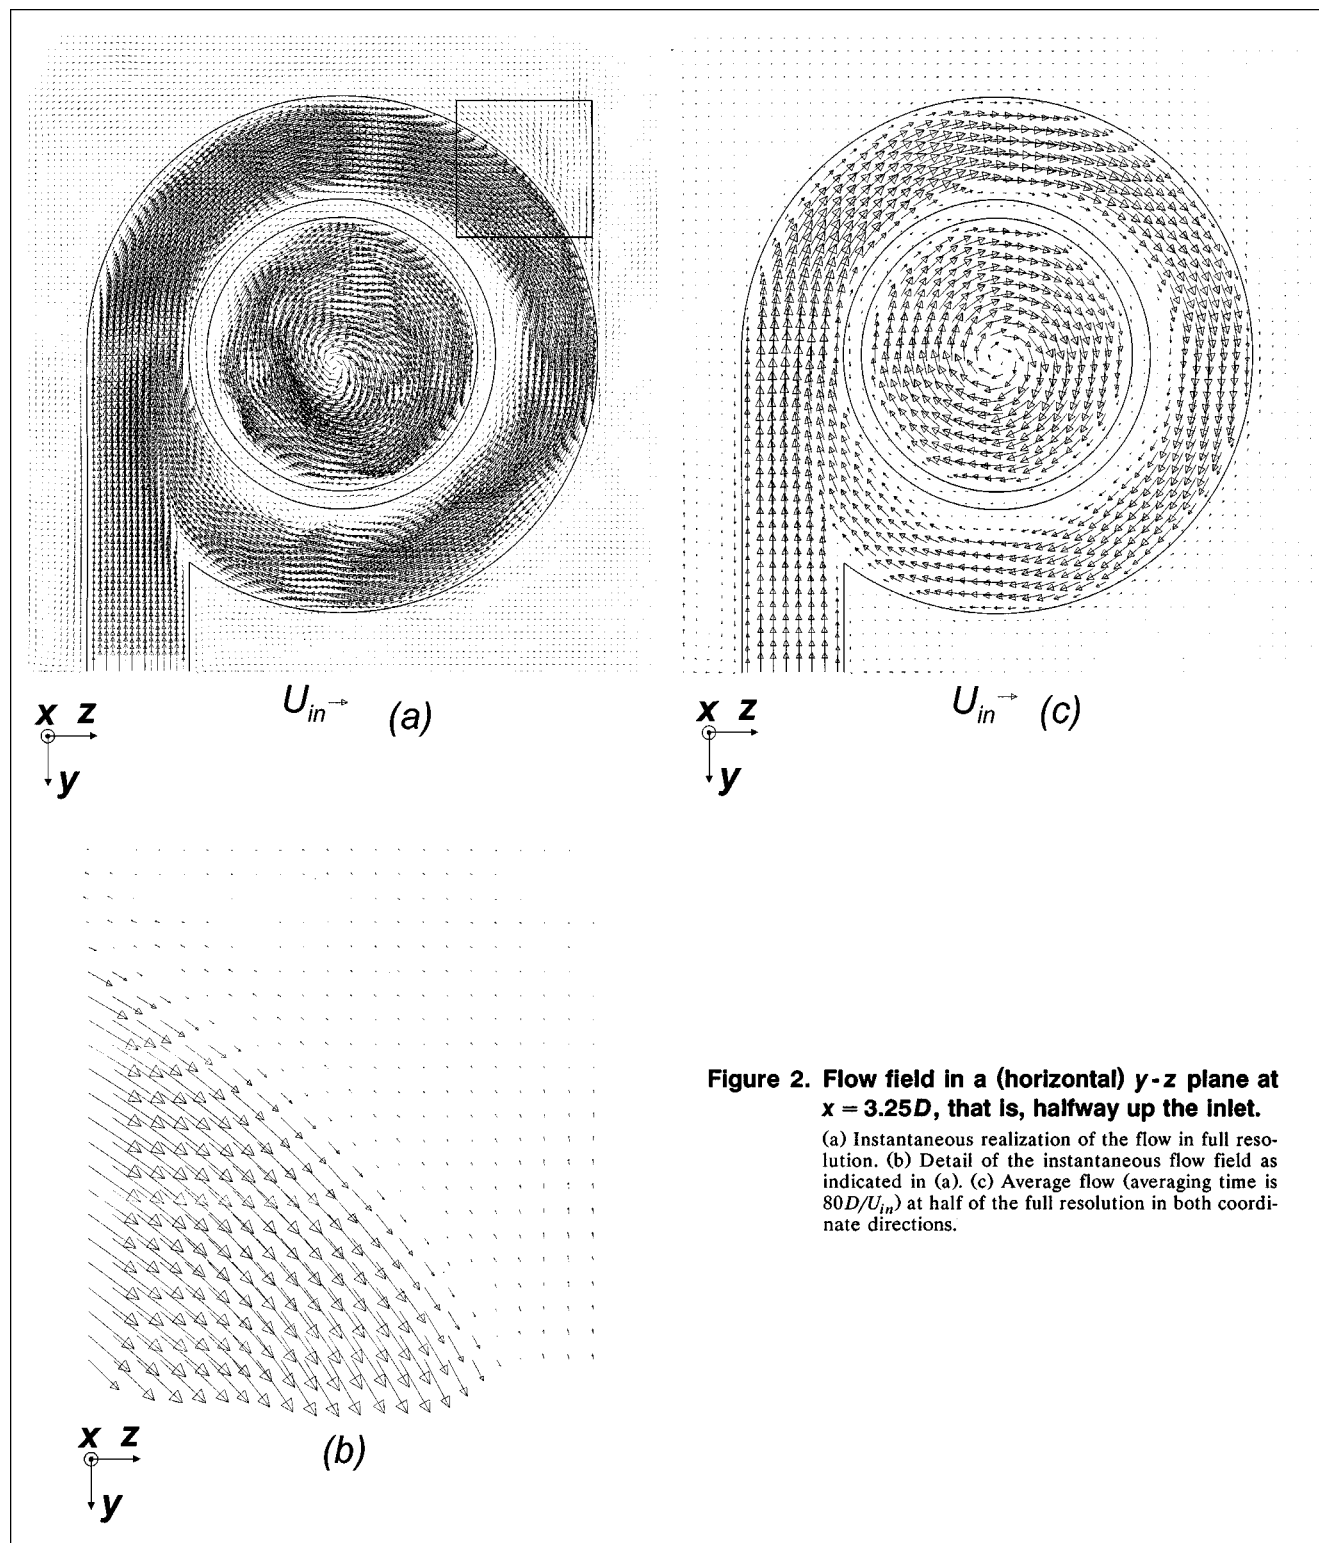 U_in (a)
x z
y
U_in (c)
x z
y
x z
y
(b)
Figure 2. Flow field in a (horizontal) y-z plane at
x = 3.25D, that is, halfway up the inlet.
(a) Instantaneous realization of the flow in full reso-
lution. (b) Detail of the instantaneous flow field as
indicated in (a). (c) Average flow (averaging time is
80D/U_in) at half of the full resolution in both coordi-
nate directions.